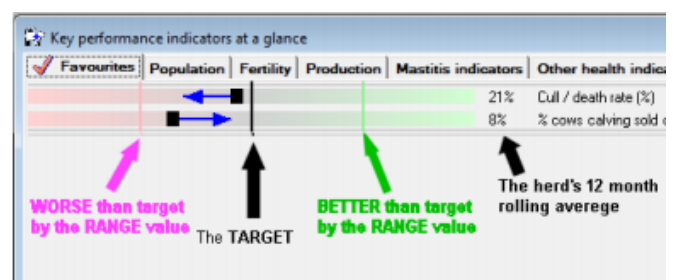 Key performance indicators at a glance
Favourites Population Fertility Production Mastitis indicators Other health indica
21% Cull / death rate (%)
8% % cows calving sold
WORSE than target
by the RANGE value
The TARGET
BETTER than target
by the RANGE value
The herd's 12 month
rolling averege